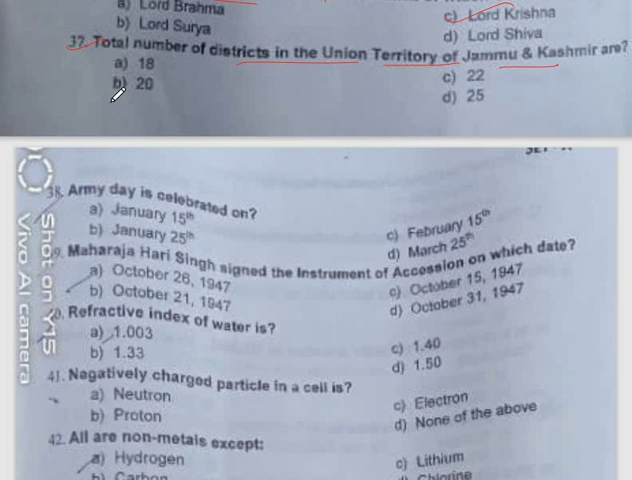 a) Lord Brahma
c) Lord Krishna
b) Lord Surya
d) Lord Shiva
37. Total number of districts in the Union Territory of Jammu & Kashmir are?
a) 18
c) 22
b) 20
d) 25
38. Army day is celebrated on?
a) January 15th
c) February 15th
b) January 25th
d) March 25th
9. Maharaja Hari Singh signed the Instrument of Accession on which date?
a) October 26, 1947
c) October 15, 1947
b) October 21, 1947
d) October 31, 1947
0. Refractive index of water is?
a) 1.003
c) 1.40
b) 1.33
d) 1.50
41. Negatively charged particle in a cell is?
a) Neutron
c) Electron
b) Proton
d) None of the above
42. All are non-metals except:
a) Hydrogen
c) Lithium
b) Carbon
d) Chlorine
Shot on Y15
Vivo AI camera